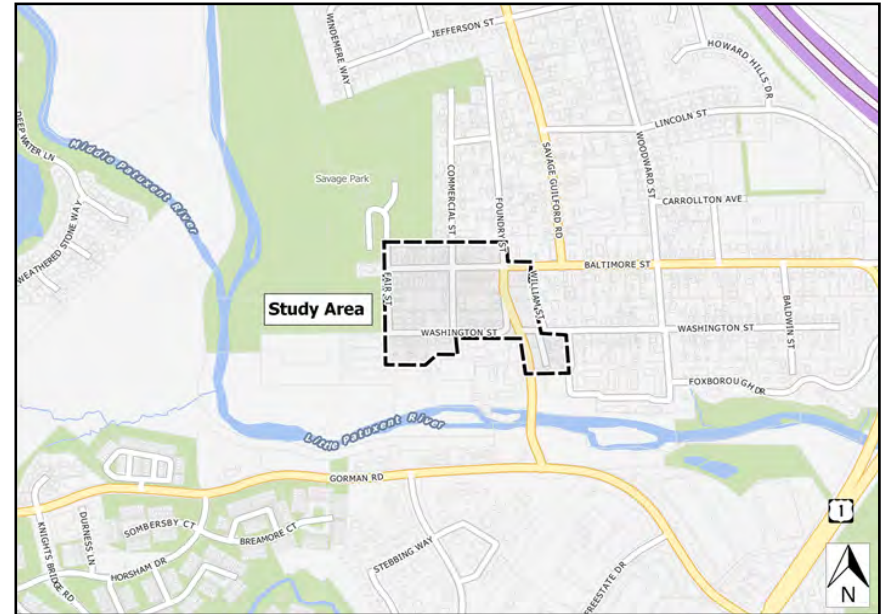 WINDEMERE WAY
JEFFERSON ST
HOWARD HILLS DR
LINCOLN ST
DEEP WATER LN
Middle Patuxent River
WEATHERED STONE WAY
Savage Park
COMMERCIAL ST
FOUNDRY ST
SAVAGE GUILFORD RD
WOODWARD ST
CARROLLTON AVE
BALTIMORE ST
FAIR ST
WILLIAM ST
Study Area
WASHINGTON ST
WASHINGTON ST
BALDWIN ST
FOXBOROUGH DR
Little Patuxent River
GORMAN RD
1
SOMBERSBY CT
BREAMORE CT
KNIGHTS BRIDGE RD
DURNESS LN
HORSHAM DR
STEBBING WAY
FREESTATE DR
N